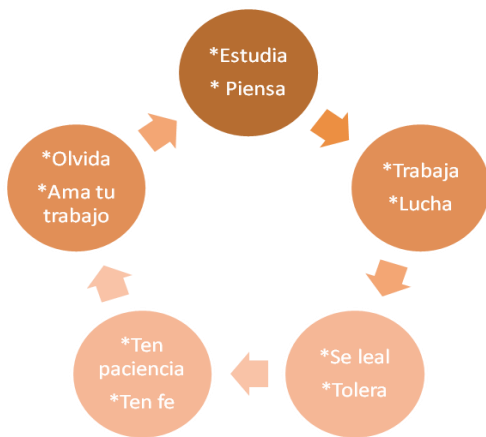 *Estudia
* Piensa
*Trabaja
*Lucha
*Se leal
*Tolera
*Ten
paciencia
*Ten fe
*Olvida
*Ama tu
trabajo